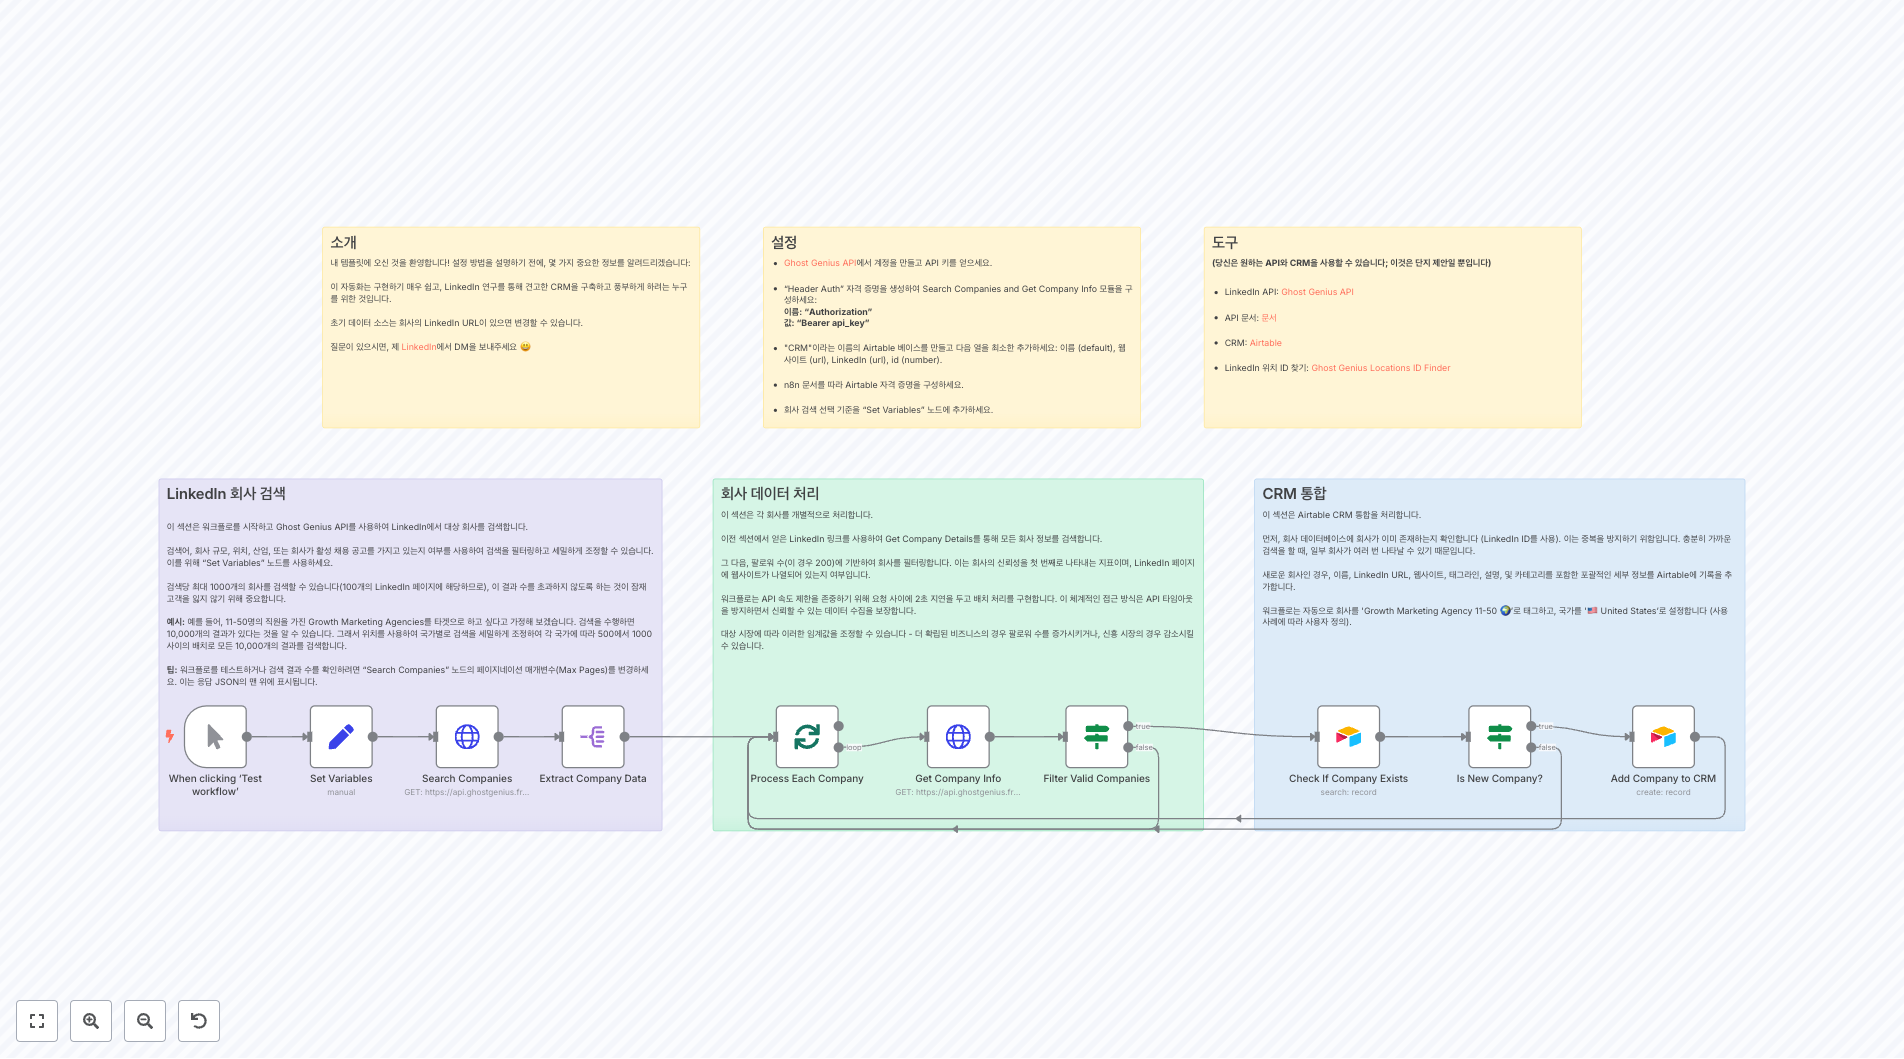 소개
내 템플릿에 오신 것을 환영합니다! 설정 방법을 설명하기 전에, 몇 가지 중요한 정보를 알려드리겠습니다:
이 자동화는 구현하기 매우 쉽고, LinkedIn 연구를 통해 견고한 CRM을 구축하고 풍부하게 하려는 누구
를 위한 것입니다.
초기 데이터 소스는 회사의 LinkedIn URL이 있으면 변경할 수 있습니다.
질문이 있으시면, 제 LinkedIn에서 DM을 보내주세요 😀
설정
• Ghost Genius API에서 계정을 만들고 API 키를 얻으세요.
• “Header Auth” 자격 증명을 생성하여 Search Companies and Get Company Info 모듈을 구
성하세요:
이름: “Authorization”
값: “Bearer api_key”
• "CRM"이라는 이름의 Airtable 베이스를 만들고 다음 열을 최소한 추가하세요: 이름 (default), 웹
사이트 (url), LinkedIn (url), id (number).
• n8n 문서를 따라 Airtable 자격 증명을 구성하세요.
• 회사 검색 선택 기준을 “Set Variables” 노드에 추가하세요.
도구
(당신은 원하는 API와 CRM을 사용할 수 있습니다; 이것은 단지 제안일 뿐입니다)
• LinkedIn API: Ghost Genius API
• API 문서: 문서
• CRM: Airtable
• LinkedIn 위치 ID 찾기: Ghost Genius Locations ID Finder
LinkedIn 회사 검색
이 섹션은 워크플로를 시작하고 Ghost Genius API를 사용하여 LinkedIn에서 대상 회사를 검색합니다.
검색어, 회사 규모, 위치, 산업, 또는 회사가 활성 채용 공고를 가지고 있는지 여부를 사용하여 검색을 필터링하고 세밀하게 조정할 수 있습니다.
이를 위해 “Set Variables” 노드를 사용하세요.
검색당 최대 1000개의 회사를 검색할 수 있습니다(100개의 LinkedIn 페이지에 해당하므로), 이 결과 수를 초과하지 않도록 하는 것이 잠재
고객을 잃지 않기 위해 중요합니다.
예시: 예를 들어, 11-50명의 직원을 가진 Growth Marketing Agencies를 타겟으로 하고 싶다고 가정해 보겠습니다. 검색을 수행하면
10,000개의 결과가 있다는 것을 알 수 있습니다. 그래서 위치를 사용하여 국가별로 검색을 세밀하게 조정하여 각 국가에 따라 500에서 1000
사이의 배치로 모든 10,000개의 결과를 검색합니다.
팁: 워크플로를 테스트하거나 검색 결과 수를 확인하려면 “Search Companies” 노드의 페이지네이션 매개변수(Max Pages)를 변경하세
요. 이는 응답 JSON의 맨 위에 표시됩니다.
When clicking ‘Test
workflow’
Set Variables
manual
Search Companies
GET: https://api.ghostgenius.fr...
Extract Company Data
회사 데이터 처리
이 섹션은 각 회사를 개별적으로 처리합니다.
이전 섹션에서 얻은 LinkedIn 링크를 사용하여 Get Company Details를 통해 모든 회사 정보를 검색합니다.
그 다음, 팔로워 수(이 경우 200)에 기반하여 회사를 필터링합니다. 이는 회사의 신뢰성을 첫 번째로 나타내는 지표이며, LinkedIn 페이지
에 웹사이트가 나열되어 있는지 여부입니다.
워크플로는 API 속도 제한을 존중하기 위해 요청 사이에 2초 지연을 두고 배치 처리를 구현합니다. 이 체계적인 접근 방식은 API 타임아웃
을 방지하면서 신뢰할 수 있는 데이터 수집을 보장합니다.
대상 시장에 따라 이러한 임계값을 조정할 수 있습니다 - 더 확립된 비즈니스의 경우 팔로워 수를 증가시키거나, 신흥 시장의 경우 감소시킬
수 있습니다.
loop
Process Each Company
Get Company Info
GET: https://api.ghostgenius.fr...
true
false
Filter Valid Companies
CRM 통합
이 섹션은 Airtable CRM 통합을 처리합니다.
먼저, 회사 데이터베이스에 회사가 이미 존재하는지 확인합니다 (LinkedIn ID를 사용). 이는 중복을 방지하기 위함입니다. 충분히 가까운
검색을 할 때, 일부 회사가 여러 번 나타날 수 있기 때문입니다.
새로운 회사인 경우, 이름, LinkedIn URL, 웹사이트, 태그라인, 설명, 및 카테고리를 포함한 포괄적인 세부 정보를 Airtable에 기록을 추
가합니다.
워크플로는 자동으로 회사를 'Growth Marketing Agency 11-50 🌍'로 태그하고, 국가를 '🇺🇸 United States'로 설정합니다 (사용
사례에 따라 사용자 정의).
Check If Company Exists
search: record
true
false
Is New Company?
Add Company to CRM
create: record